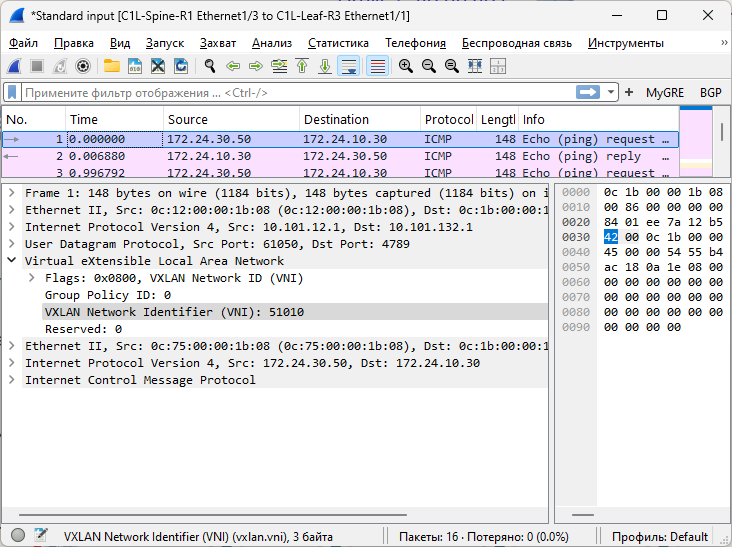 *Standard input [C1L-Spine-R1 Ethernet1/3 to C1L-Leaf-R3 Ethernet1/1]
Файл Правка Вид Запуск Захват Анализ Статистика Телефония Беспроводная связь Инструменты »
Примените фильтр отображения ... <Ctrl-/> + MyGRE BGP
No. Time Source Destination Protocol Lengtl Info
1 0.000000 172.24.30.50 172.24.10.30 ICMP 148 Echo (ping) request …
2 0.006880 172.24.10.30 172.24.30.50 ICMP 148 Echo (ping) reply …
3 0.996792 172.24.30.50 172.24.10.30 ICMP 148 Echo (ping) request …
Frame 1: 148 bytes on wire (1184 bits), 148 bytes captured (1184 bits) on i
Ethernet II, Src: 0c:12:00:00:1b:08 (0c:12:00:00:1b:08), Dst: 0c:1b:00:00:1
Internet Protocol Version 4, Src: 10.101.12.1, Dst: 10.101.132.1
User Datagram Protocol, Src Port: 61050, Dst Port: 4789
Virtual eXtensible Local Area Network
Flags: 0x0800, VXLAN Network ID (VNI)
Group Policy ID: 0
VXLAN Network Identifier (VNI): 51010
Reserved: 0
Ethernet II, Src: 0c:75:00:00:1b:08 (0c:75:00:00:1b:08), Dst: 0c:1b:00:00:1
Internet Protocol Version 4, Src: 172.24.30.50, Dst: 172.24.10.30
Internet Control Message Protocol
0000 0c 1b 00 00 1b 08
0010 00 86 00 00 00 00
0020 84 01 ee 7a 12 b5
0030 42 00 0c 1b 00 00
0040 45 00 00 54 55 b4
0050 ac 18 0a 1e 08 00
0060 00 00 00 00 00 00
0070 00 00 00 00 00 00
0080 00 00 00 00 00 00
0090 00 00 00 00
VXLAN Network Identifier (VNI) (vxlan.vni), 3 байта Пакеты: 16 · Потеряно: 0 (0.0%) Профиль: Default